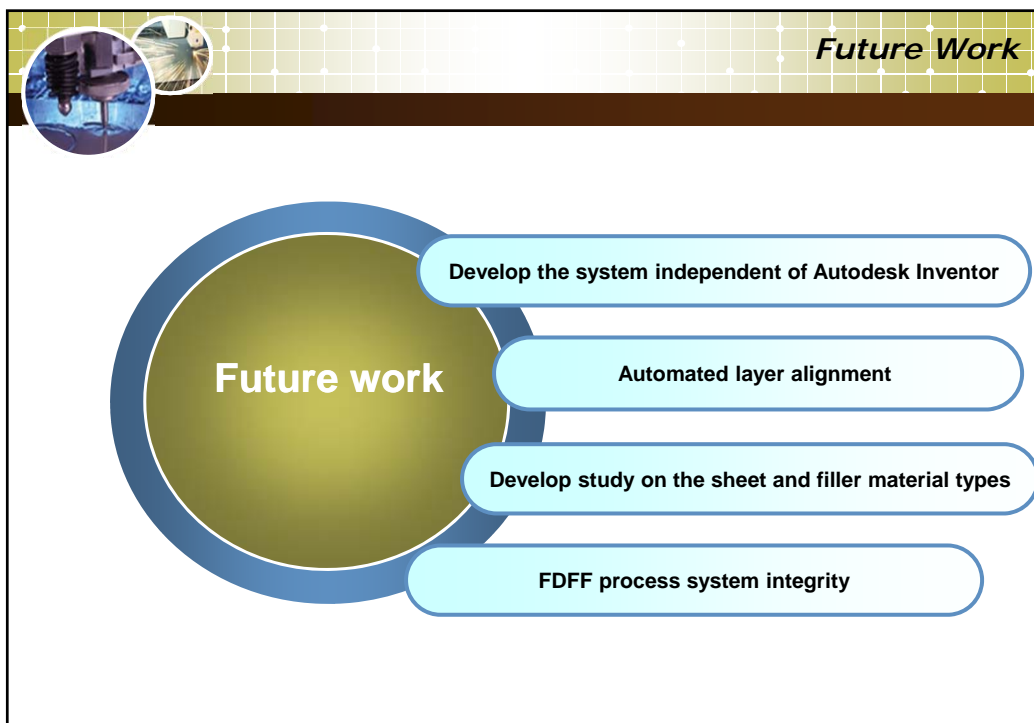 Future Work
Develop the system independent of Autodesk Inventor
Future work
Automated layer alignment
Develop study on the sheet and filler material types
FDFF process system integrity